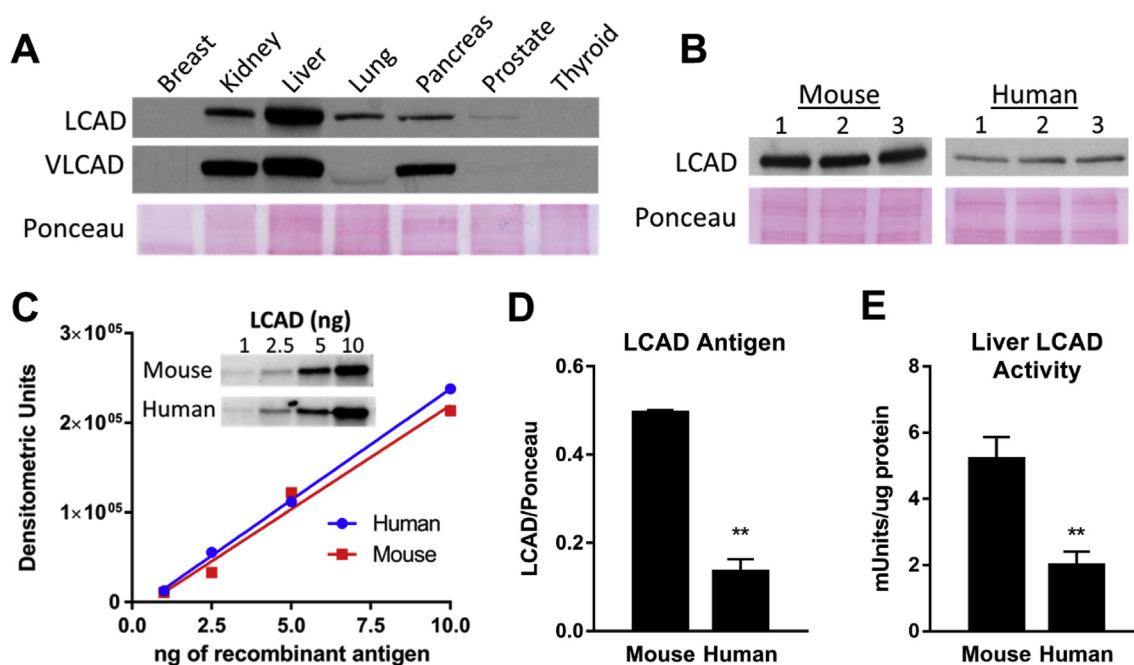 A
Breast
Kidney
Liver
Lung
Pancreas
Prostate
Thyroid
LCAD
VLCAD
Ponceau
B
Mouse
Human
1 2 3
1 2 3
LCAD
Ponceau
C
Densitometric Units
3×10⁰⁵
2×10⁰⁵
1×10⁰⁵
0
LCAD (ng)
1 2.5 5 10
Mouse
Human
Human
Mouse
0.0 2.5 5.0 7.5 10.0
ng of recombinant antigen
D
LCAD Antigen
LCAD/Ponceau
0.6
0.4
0.2
0.0
**
Mouse Human
E
Liver LCAD
Activity
mUnits/ug protein
8
6
4
2
0
**
Mouse Human